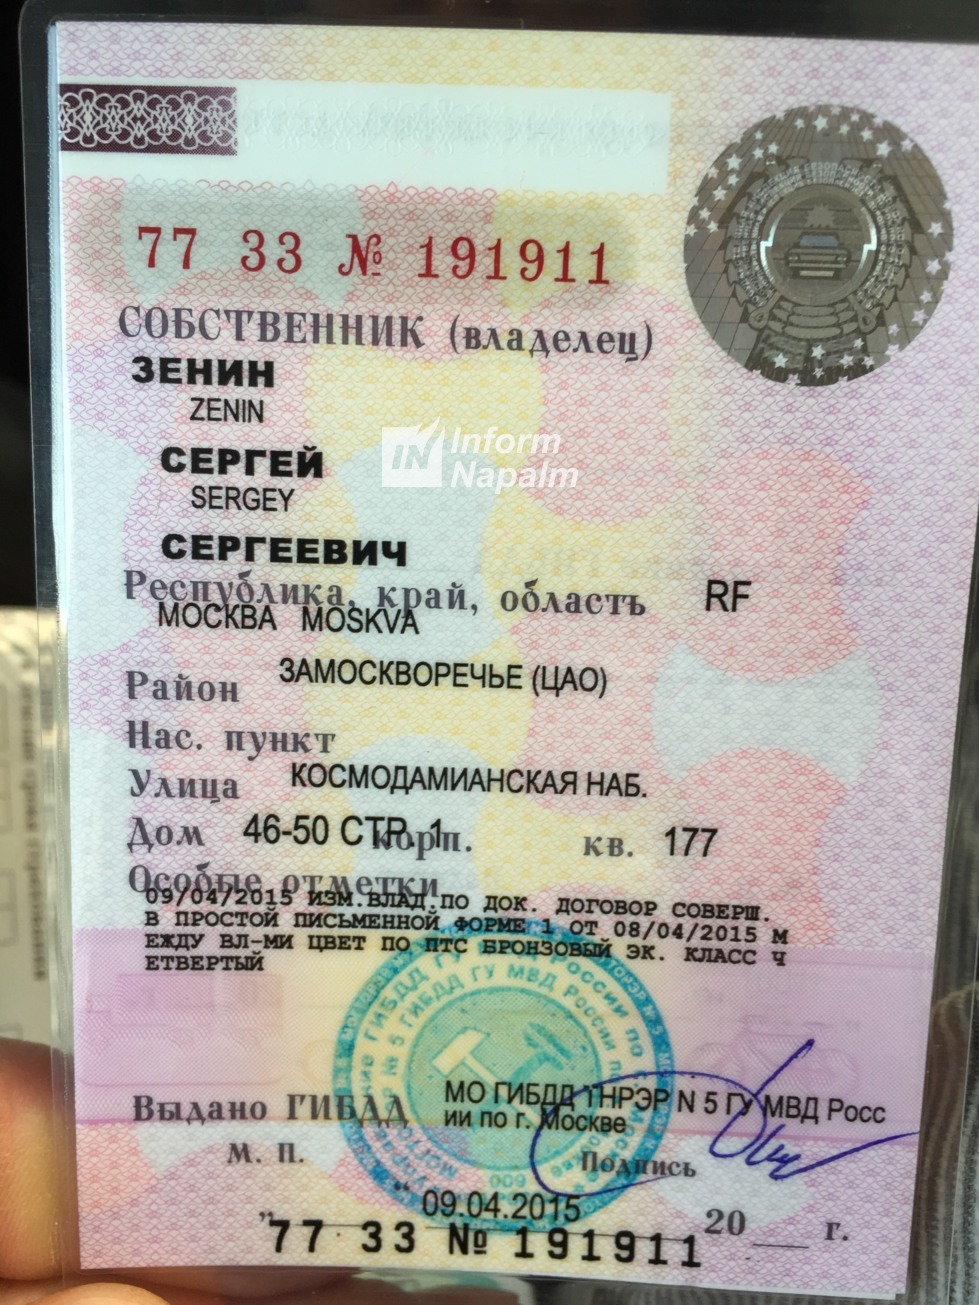 77 33 № 191911
СОБСТВЕННИК (владелец)
ЗЕНИН
ZENIN
Inform
Napalm
СЕРГЕЙ
SERGEY
СЕРГЕЕВИЧ
Республика, край, область RF
МОСКВА MOSKVA
Район ЗАМОСКВОРЕЧЬЕ (ЦАО)
Нас. пункт
Улица КОСМОДАМИАНСКАЯ НАБ.
Дом 46-50 СТР. 1 корп. кв. 177
Особые отметки
09/04/2015 ИЗМ.ВЛАД.ПО ДОК. ДОГОВОР СОВЕРШ.
В ПРОСТОЙ ПИСЬМЕННОЙ ФОРМЕ 1 ОТ 08/04/2015 М
ЕЖДУ ВЛ-МИ ЦВЕТ ПО ПТС БРОНЗОВЫЙ ЭК. КЛАСС Ч
ЕТВЕРТЫЙ
Выдано ГИБДД МО ГИБДД ТНРЭР N 5 ГУ МВД Росс
ии по г. Москве
М. П. Подпись
09.04.2015 20 г.
77 33 № 191911